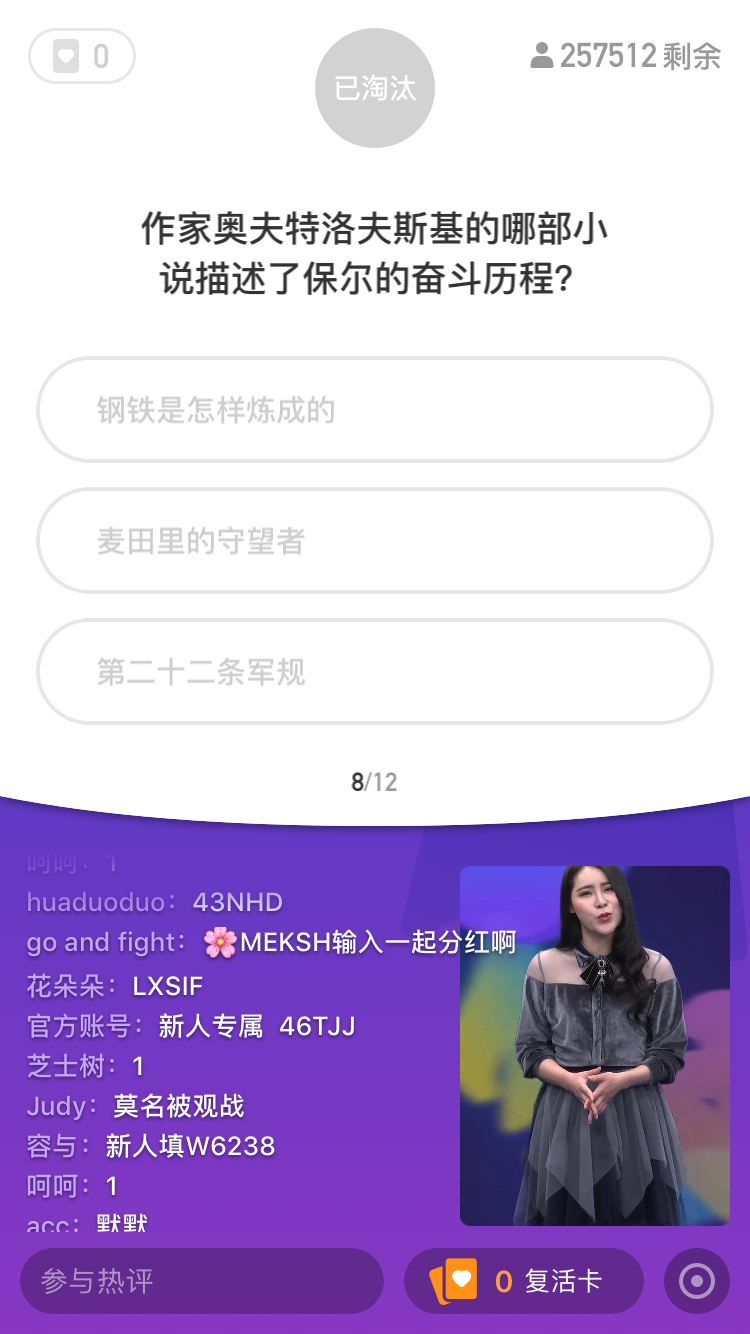 0
已淘汰
257512 剩余
作家奥夫特洛夫斯基的哪部小
说描述了保尔的奋斗历程?
钢铁是怎样炼成的
麦田里的守望者
第二十二条军规
8/12
呵呵： 1
huaduoduo： 43NHD
go and fight： 🌸MEKSH输入一起分红啊
花朵朵： LXSIF
官方账号： 新人专属 46TJJ
芝士树： 1
Judy： 莫名被观战
容与： 新人填W6238
呵呵： 1
acc： 默默
参与热评
0 复活卡